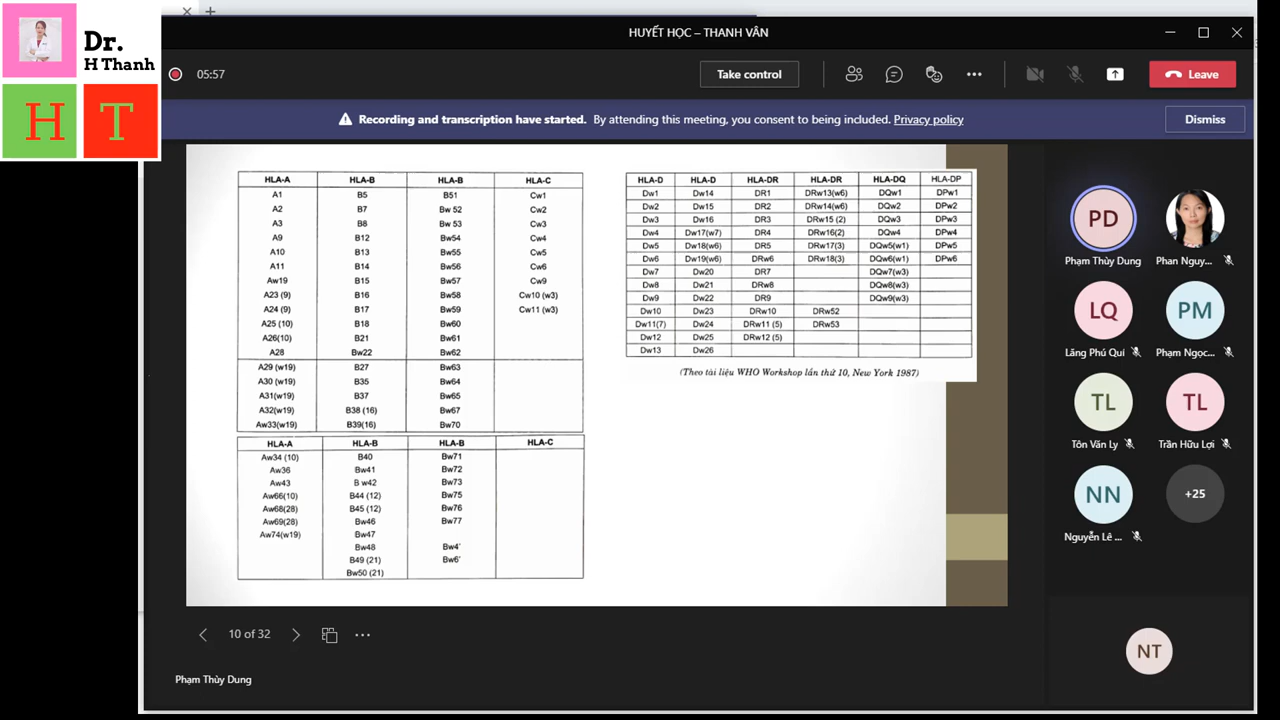 Dr.
H Thanh
H T
HUYẾT HỌC – THANH VÂN
05:57
Take control
Leave
Recording and transcription have started. By attending this meeting, you consent to being included. Privacy policy
Dismiss
HLA-A HLA-B HLA-B HLA-C
A1 B5 B51 Cw1
A2 B7 Bw 52 Cw2
A3 B8 Bw 53 Cw3
A9 B12 Bw54 Cw4
A10 B13 Bw55 Cw5
A11 B14 Bw56 Cw6
Aw19 B15 Bw57 Cw9
A23 (9) B16 Bw58 Cw10 (w3)
A24 (9) B17 Bw59 Cw11 (w3)
A25 (10) B18 Bw60
A26(10) B21 Bw61
A28 Bw22 Bw62
A29 (w19) B27 Bw63
A30 (w19) B35 Bw64
A31(w19) B37 Bw65
A32(w19) B38 (16) Bw67
Aw33(w19) B39(16) Bw70
HLA-A HLA-B HLA-B HLA-C
Aw34 (10) B40 Bw71
Aw36 Bw41 Bw72
Aw43 B w42 Bw73
Aw66(10) B44 (12) Bw75
Aw68(28) B45 (12) Bw76
Aw69(28) Bw46 Bw77
Aw74(w19) Bw47
Bw48 Bw4'
B49 (21) Bw6'
Bw50 (21)
HLA-D HLA-D HLA-DR HLA-DR HLA-DQ HLA-DP
Dw1 Dw14 DR1 DRw13(w6) DQw1 DPw1
Dw2 Dw15 DR2 DRw14(w6) DQw2 DPw2
Dw3 Dw16 DR3 DRw15 (2) DQw3 DPw3
Dw4 Dw17(w7) DR4 DRw16(2) DQw4 DPw4
Dw5 Dw18(w6) DR5 DRw17(3) DQw5(w1) DPw5
Dw6 Dw19(w6) DRw6 DRw18(3) DQw6(w1) DPw6
Dw7 Dw20 DR7 DQw7(w3)
Dw8 Dw21 DRw8 DQw8(w3)
Dw9 Dw22 DR9 DQw9(w3)
Dw10 Dw23 DRw10 DRw52
Dw11(7) Dw24 DRw11 (5) DRw53
Dw12 Dw25 DRw12 (5)
Dw13 Dw26
(Theo tài liệu WHO Workshop lần thứ 10, New York 1987)
PD
Phạm Thùy Dung Phan Nguy...
LQ PM
Lăng Phú Quí Phạm Ngọc...
TL TL
Tôn Văn Ly Trần Hữu Lợi
NN +25
Nguyễn Lê ...
NT
10 of 32
Phạm Thùy Dung